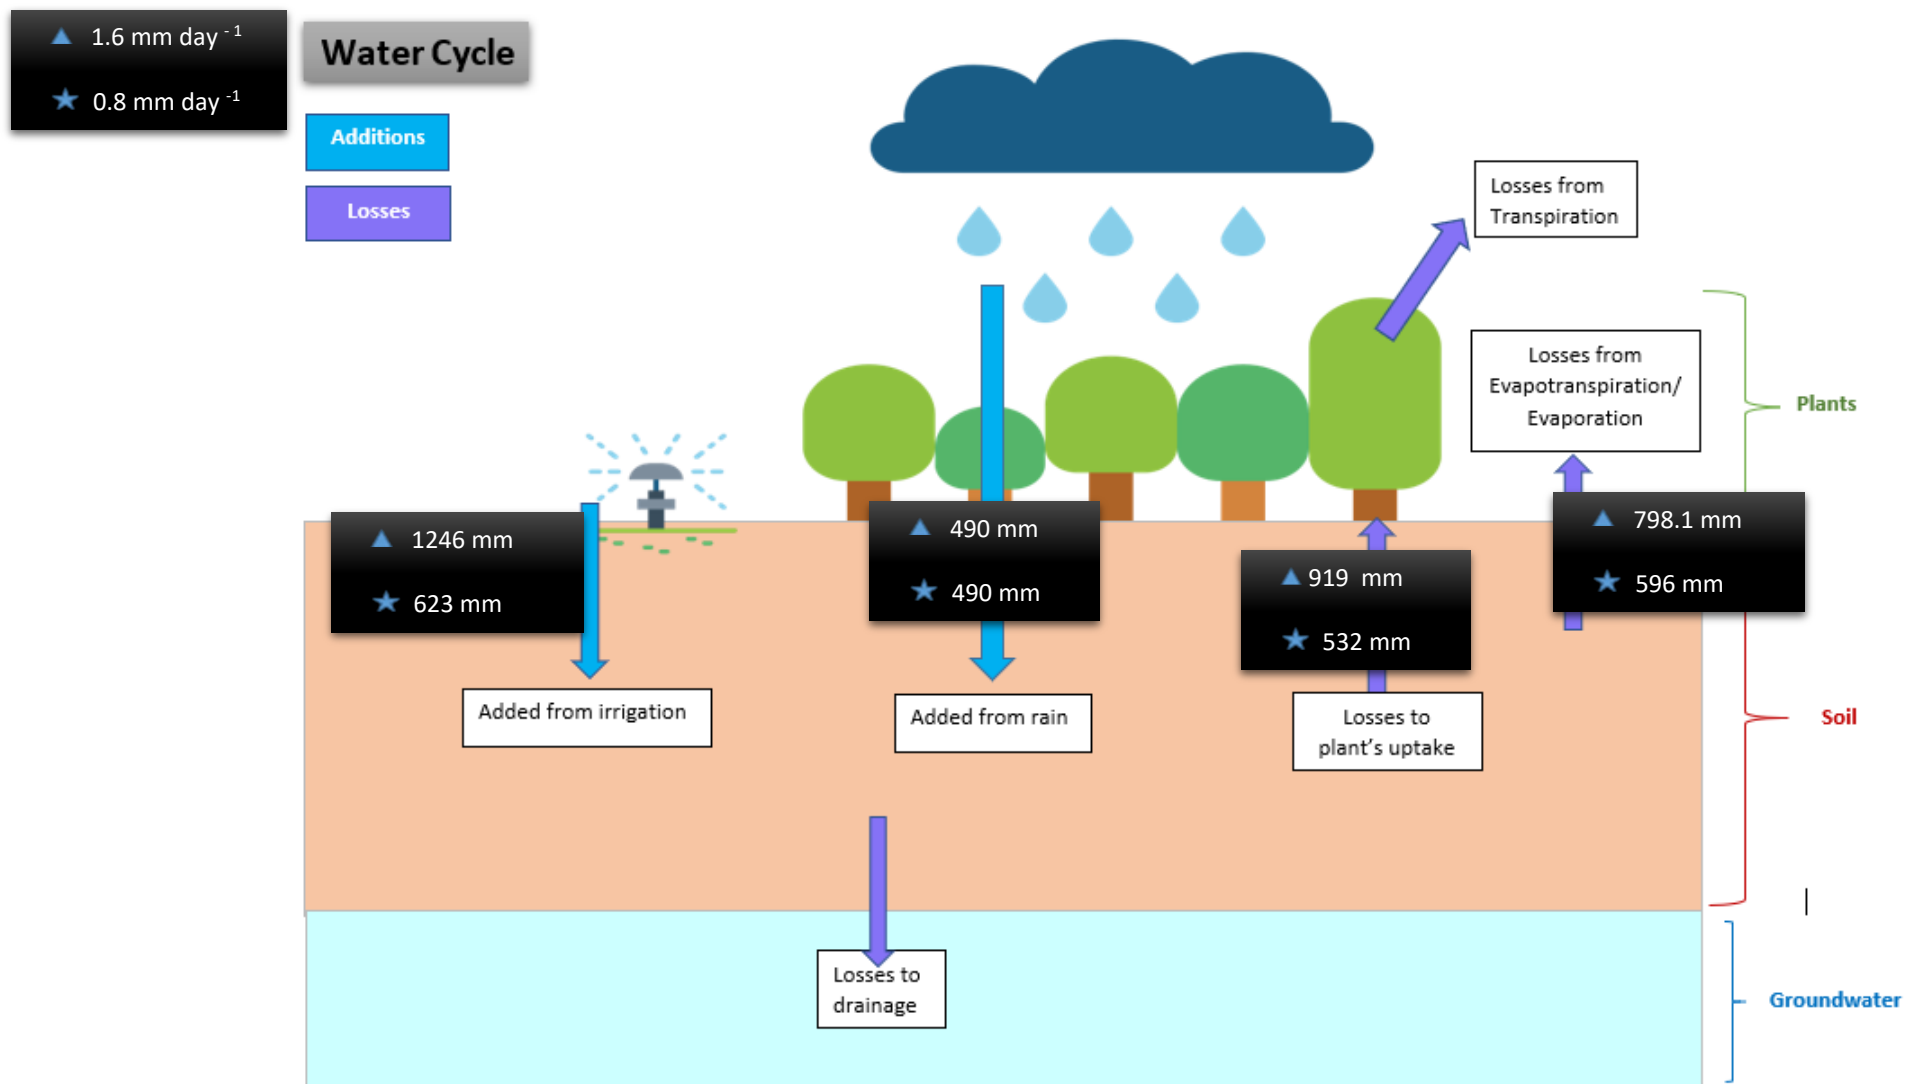 1.6 mm day -1
0.8 mm day -1
Water Cycle
Additions
Losses
Losses from
Transpiration
Losses from
Evapotranspiration/
Evaporation
Plants
1246 mm
623 mm
490 mm
490 mm
919 mm
532 mm
798.1 mm
596 mm
Added from irrigation
Added from rain
Losses to
plant's uptake
Soil
Losses to
drainage
Groundwater